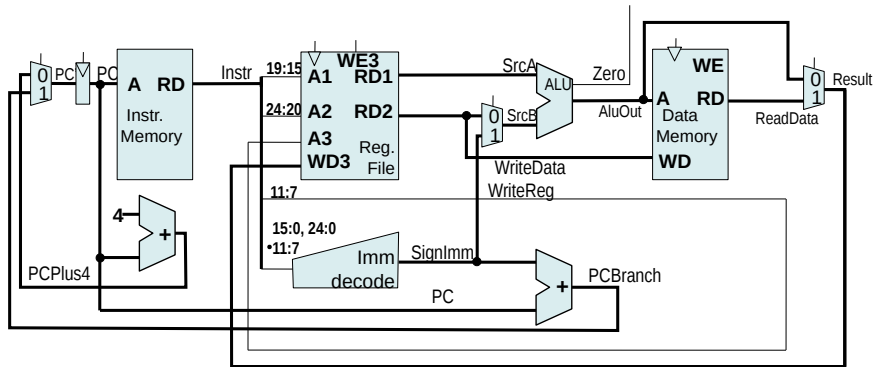 PC
PC
0
1
A RD
Instr.
Memory
Instr
19:15
24:20
WE3
A1 RD1
A2 RD2
A3
WD3
Reg.
File
SrcA
0
1
SrcB
ALU
Zero
AluOut
WE
A RD
Data
Memory
WD
ReadData
0
1
Result
WriteData
WriteReg
11:7
4
+
PCPlus4
15:0, 24:0
•11:7
Imm
decode
SignImm
+
PCBranch
PC